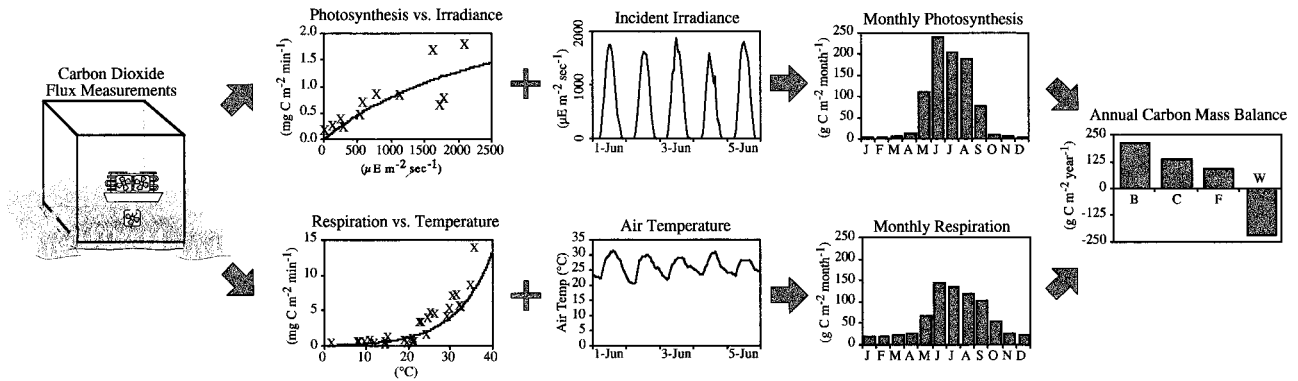 Carbon Dioxide
Flux Measurements
Photosynthesis vs. Irradiance
(mg C m-2 min-1)
2.0
1.5
1.0
0.5
0.0
0 500 1000 1500 2000 2500
(µE m-2 sec-1)
Incident Irradiance
(µE m-2 sec-1)
2000
1000
0
1-Jun 3-Jun 5-Jun
Monthly Photosynthesis
(g C m-2 month-1)
250
200
150
100
50
0
J F M A M J J A S O N D
Respiration vs. Temperature
(mg C m-2 min-1)
15
10
5
0
0 10 20 30 40
(°C)
Air Temperature
Air Temp (°C)
35
30
25
20
15
10
5
0
1-Jun 3-Jun 5-Jun
Monthly Respiration
(g C m-2 month-1)
250
200
150
100
50
0
J F M A M J J A S O N D
Annual Carbon Mass Balance
(g C m-2 year-1)
250
125
0
-125
-250
B C F W